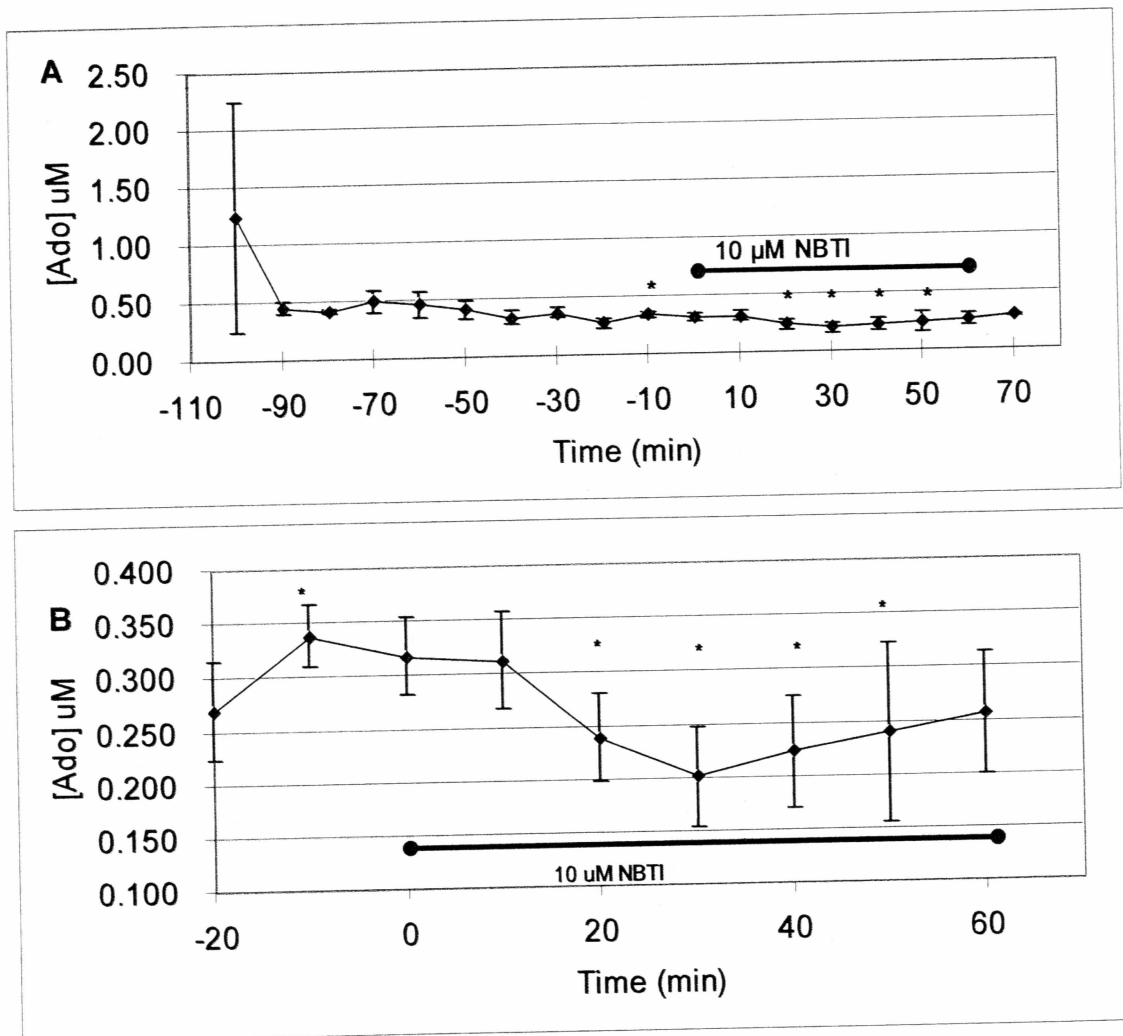 A
2.50
2.00
1.50
1.00
0.50
0.00
[Ado] uM
10 µM NBTI
*
* * * *
-110 -90 -70 -50 -30 -10 10 30 50 70
Time (min)
B
0.400
0.350
0.300
0.250
0.200
0.150
0.100
[Ado] uM
*
* * * *
10 uM NBTI
-20 0 20 40 60
Time (min)